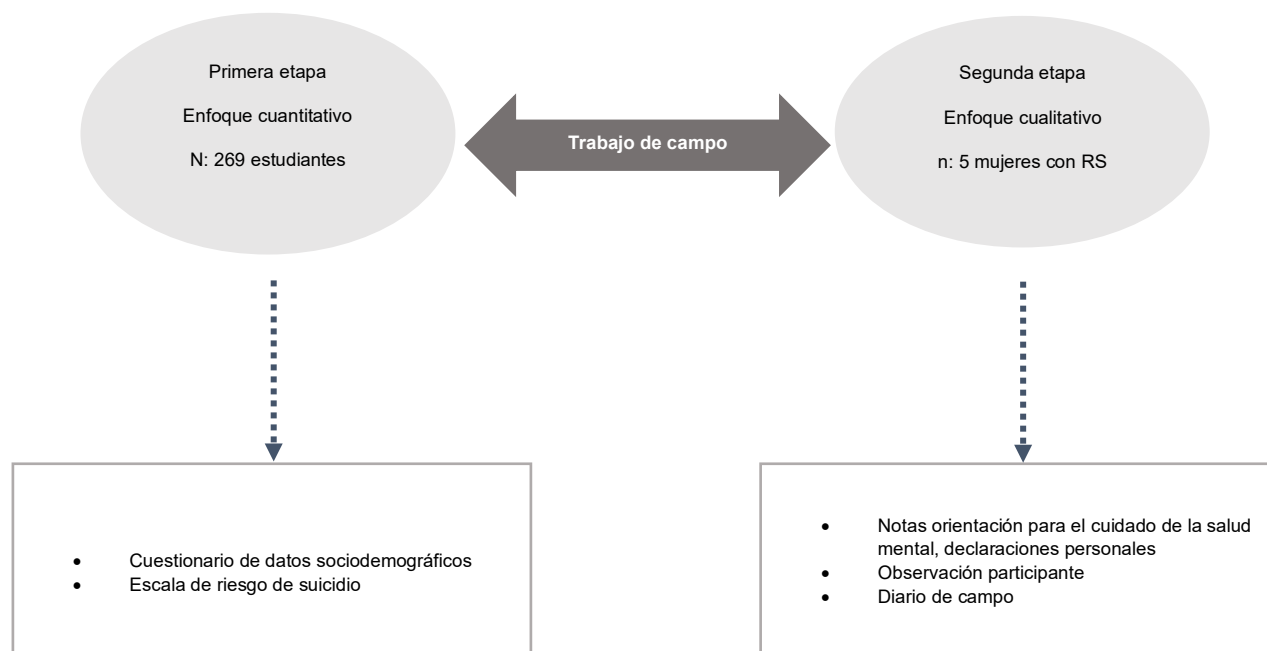 Primera etapa
Enfoque cuantitativo
N: 269 estudiantes
Trabajo de campo
Segunda etapa
Enfoque cualitativo
n: 5 mujeres con RS
• Cuestionario de datos sociodemográficos
• Escala de riesgo de suicidio
• Notas orientación para el cuidado de la salud
mental, declaraciones personales
• Observación participante
• Diario de campo